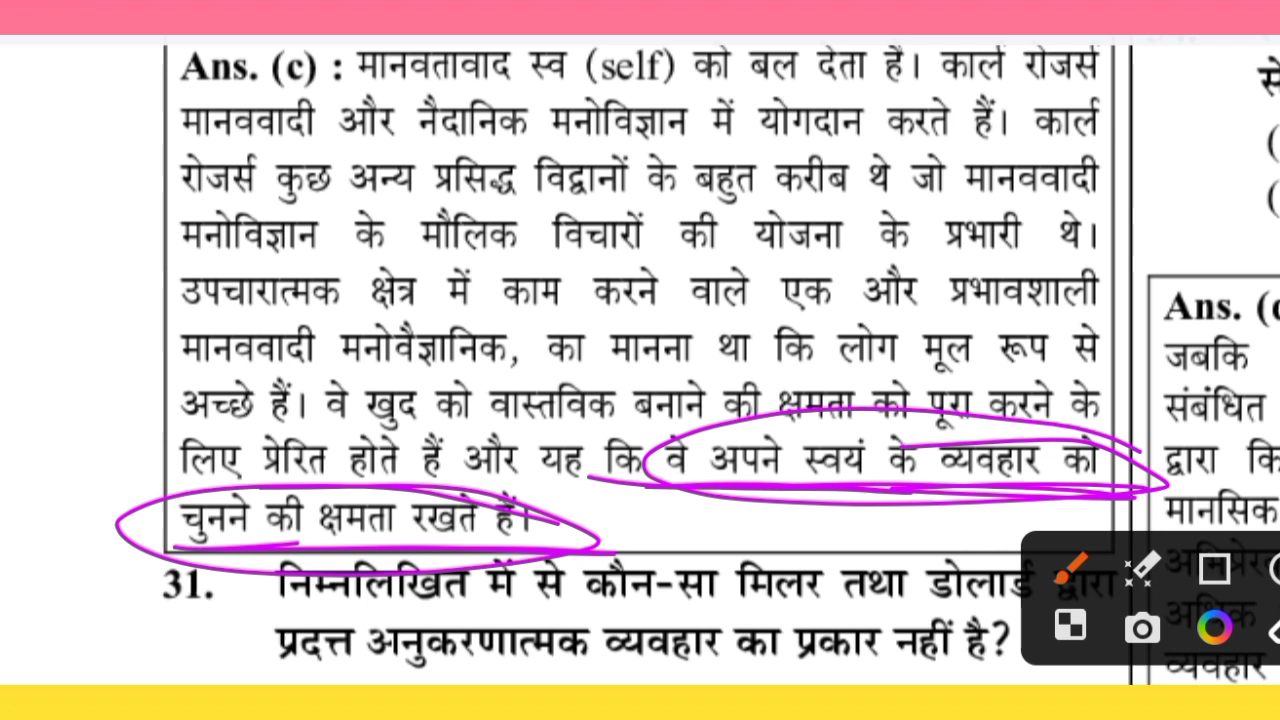 Ans. (c) : मानवतावाद स्व (self) को बल देता है। कार्ल रोजर्स
मानववादी और नैदानिक मनोविज्ञान में योगदान करते हैं। कार्ल
रोजर्स कुछ अन्य प्रसिद्ध विद्वानों के बहुत करीब थे जो मानववादी
मनोविज्ञान के मौलिक विचारों की योजना के प्रभारी थे।
उपचारात्मक क्षेत्र में काम करने वाले एक और प्रभावशाली
मानववादी मनोवैज्ञानिक, का मानना था कि लोग मूल रूप से
अच्छे हैं। वे खुद को वास्तविक बनाने की क्षमता को पूरा करने के
लिए प्रेरित होते हैं और यह कि वे अपने स्वयं के व्यवहार को
चुनने की क्षमता रखते हैं।
31. निम्नलिखित में से कौन-सा मिलर तथा डोलार्ड द्वारा
प्रदत्त अनुकरणात्मक व्यवहार का प्रकार नहीं है?
से
(
(
Ans. (
जबकि
संबंधित
द्वारा
मानसिक
अधिक
व्यवहार